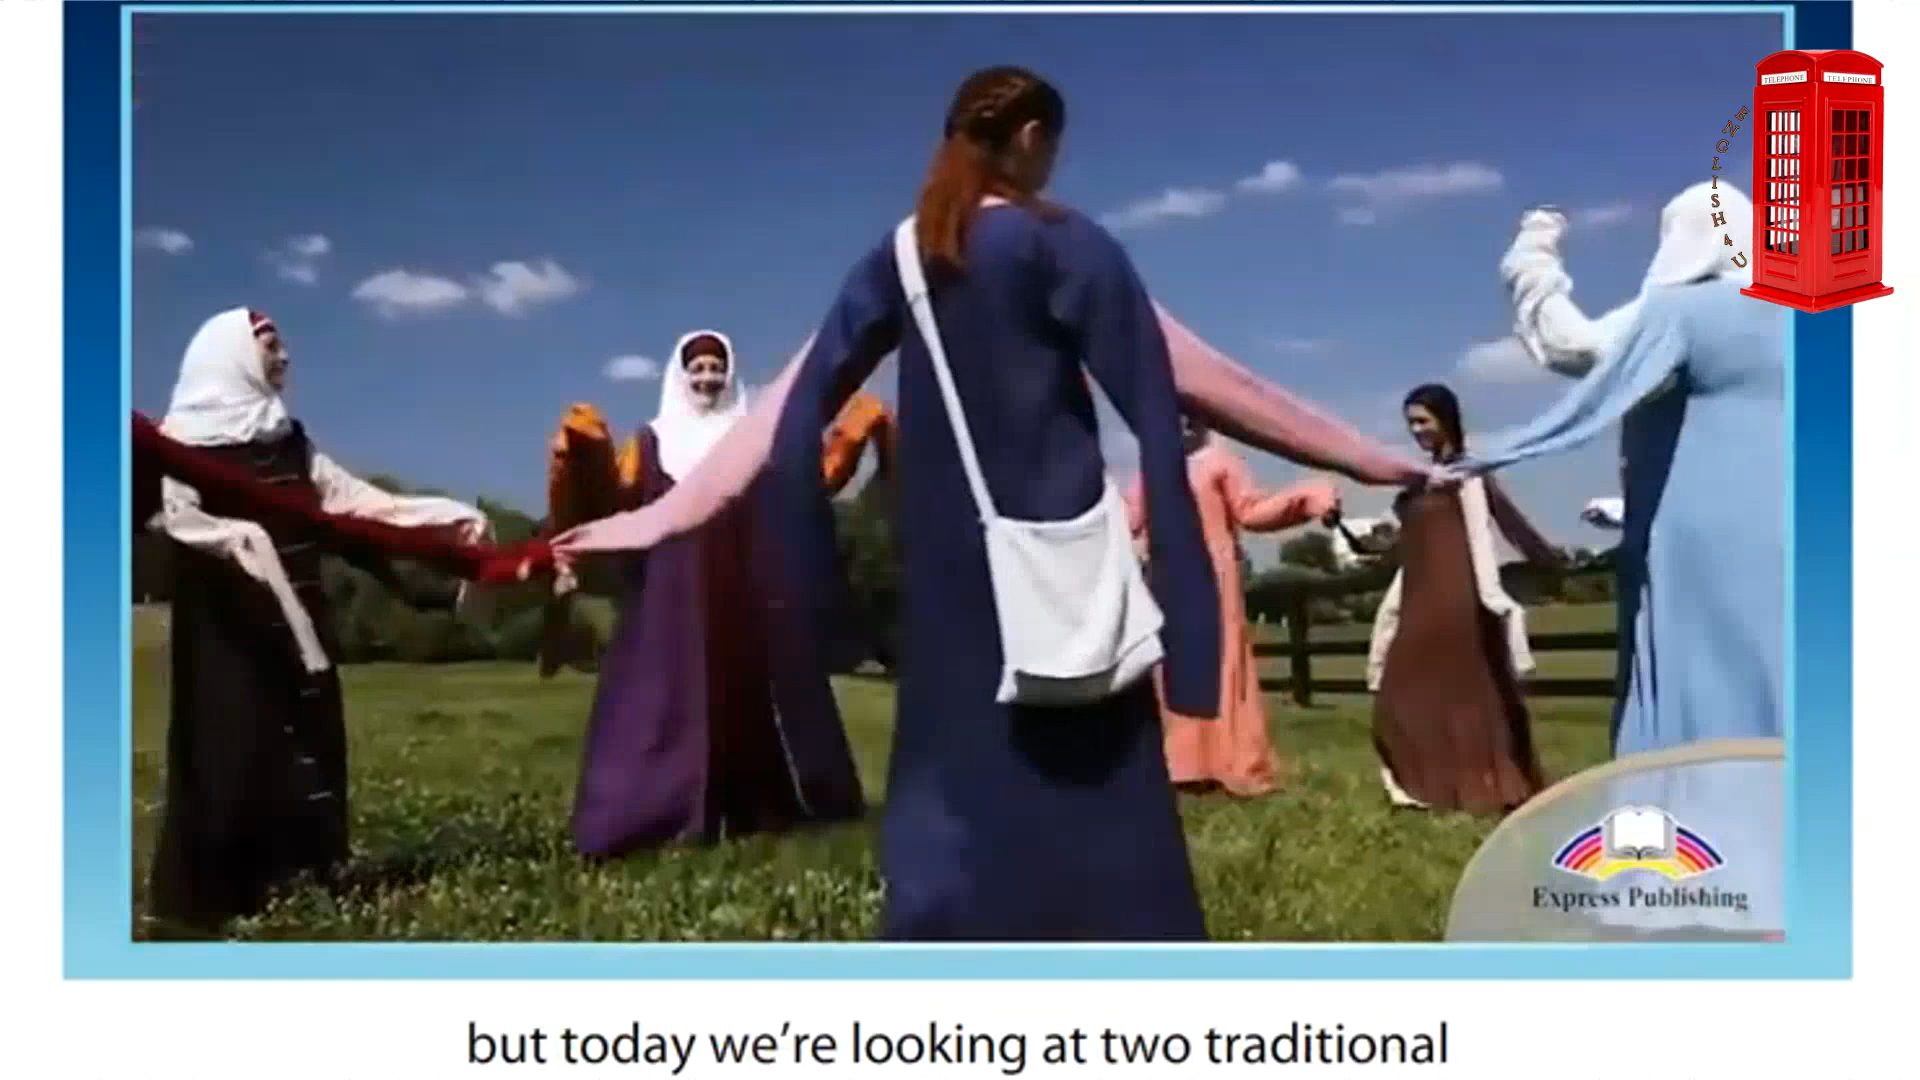 TELEPHONE TELEPHONE
ENGLISH 4 U
Express Publishing
but today we're looking at two traditional